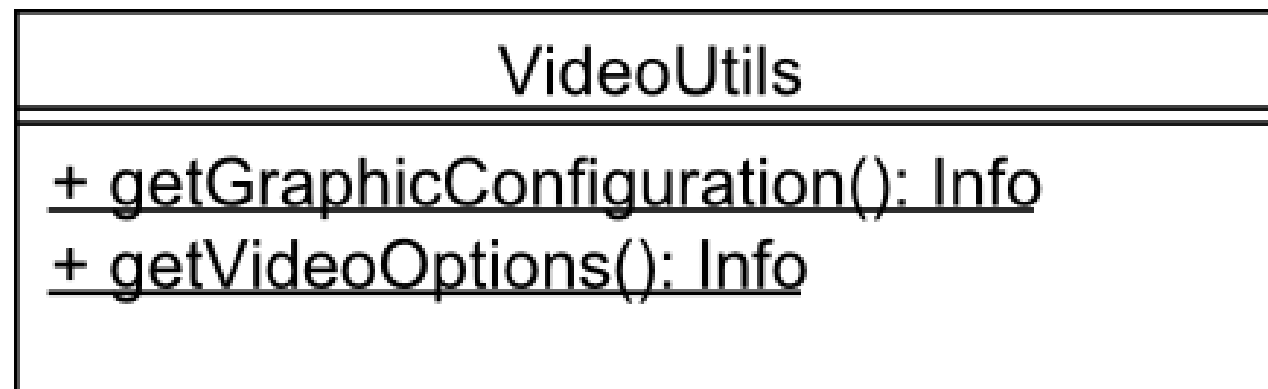 VideoUtils
+ getGraphicConfiguration(): Info
+ getVideoOptions(): Info